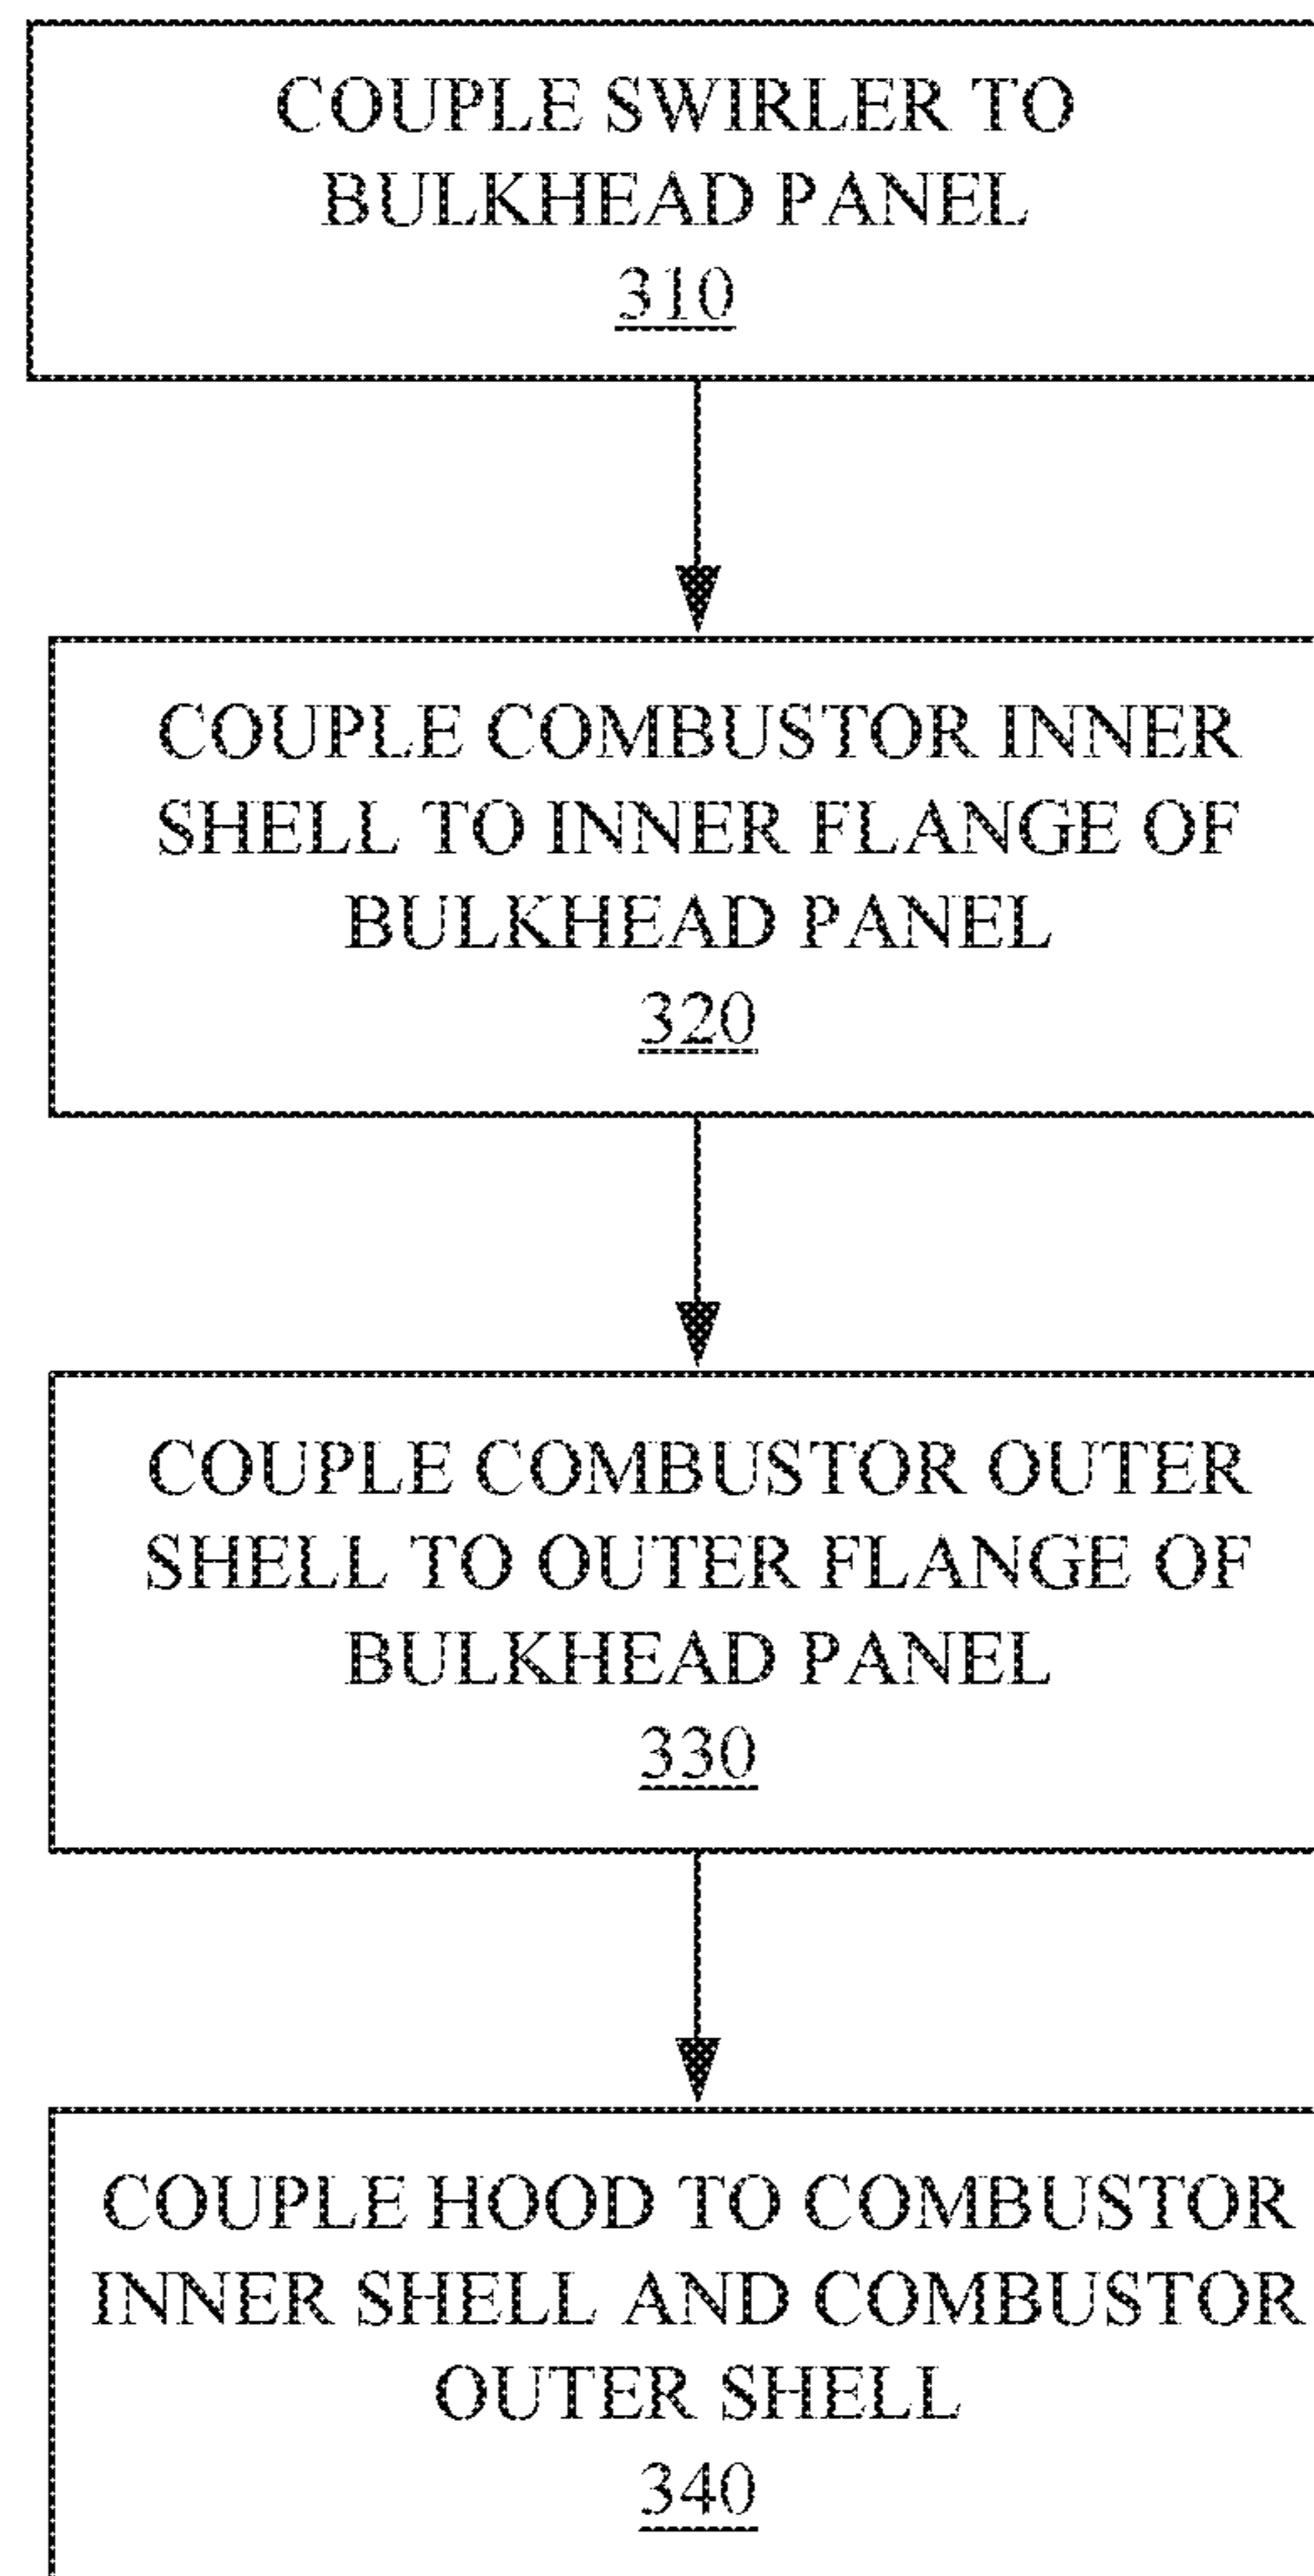 COUPLE SWIRLER TO
BULKHEAD PANEL
310
COUPLE COMBUSTOR INNER
SHELL TO INNER FLANGE OF
BULKHEAD PANEL
320
COUPLE COMBUSTOR OUTER
SHELL TO OUTER FLANGE OF
BULKHEAD PANEL
330
COUPLE HOOD TO COMBUSTOR
INNER SHELL AND COMBUSTOR
OUTER SHELL
340